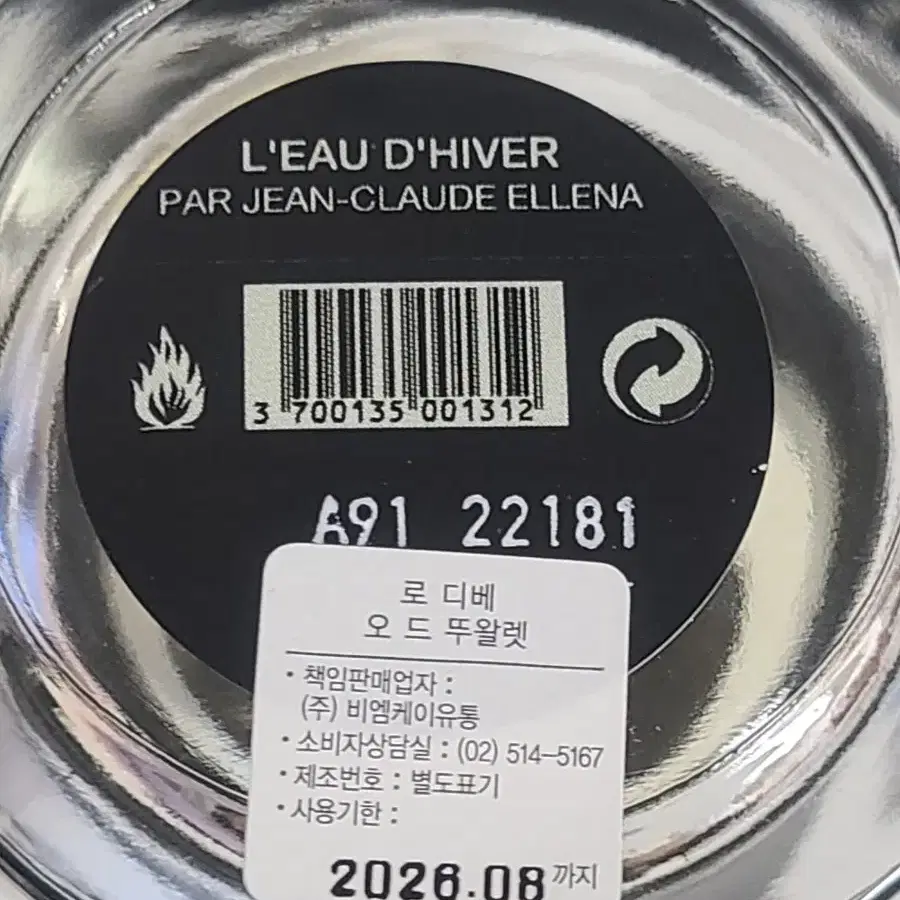 L'EAU D'HIVER
PAR JEAN-CLAUDE ELLENA
3 700135 001312
A91 22181
로 디베
오 드 뚜왈렛
• 책임판매업자 :
(주) 비엠케이유통
• 소비자상담실 : (02) 514-5167
• 제조번호 : 별도표기
• 사용기한 :
2026.08 까지